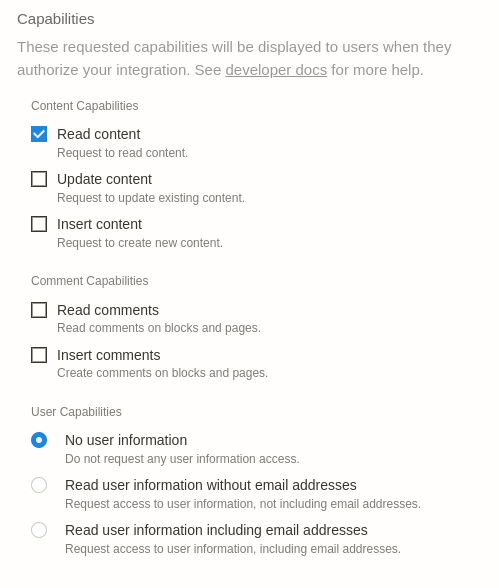 Capabilities
These requested capabilities will be displayed to users when they
authorize your integration. See developer docs for more help.
Content Capabilities
Read content
Request to read content.
Update content
Request to update existing content.
Insert content
Request to create new content.
Comment Capabilities
Read comments
Read comments on blocks and pages.
Insert comments
Create comments on blocks and pages.
User Capabilities
No user information
Do not request any user information access.
Read user information without email addresses
Request access to user information, not including email addresses.
Read user information including email addresses
Request access to user information, including email addresses.